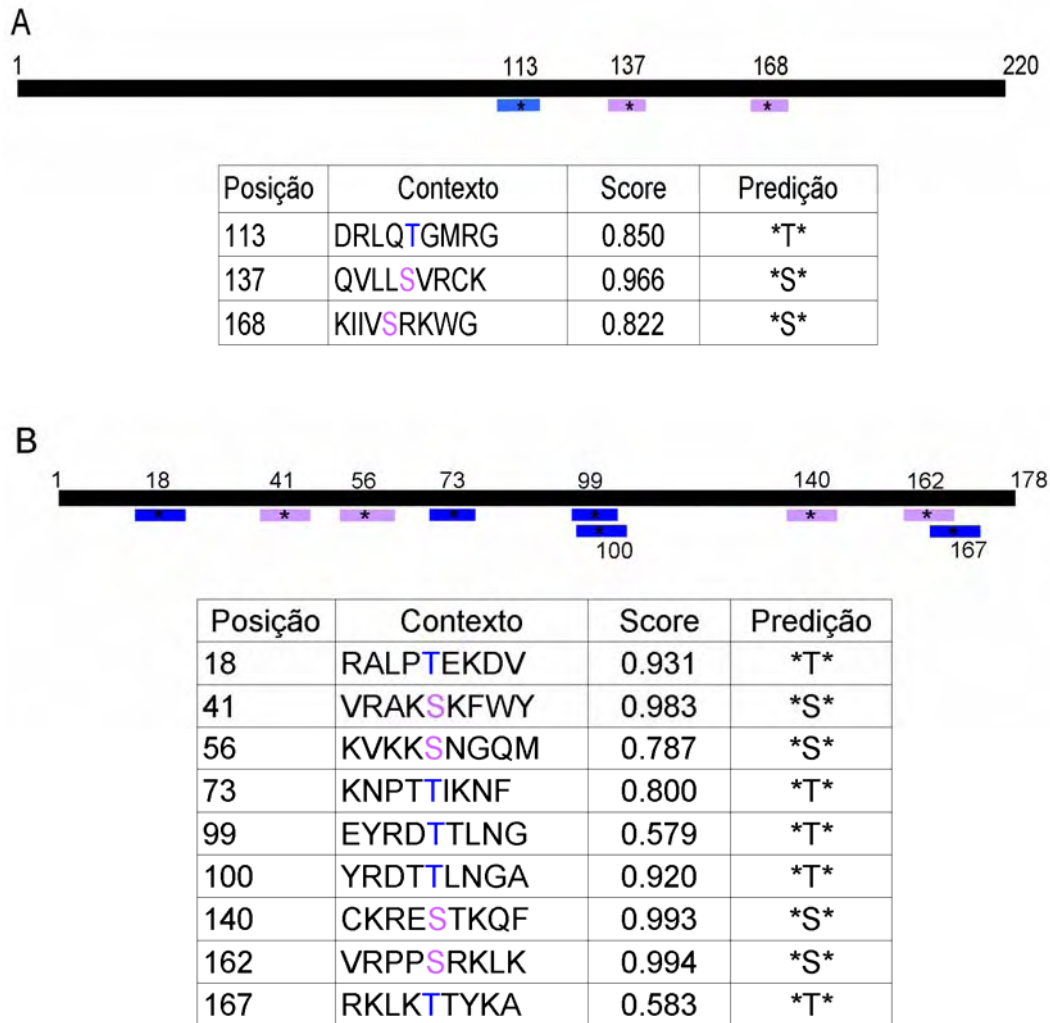 A
1 113 137 168 220
* * *
Posição Contexto Score Predição
113 DRLQTGMRG 0.850 *T*
137 QVLLSVRCK 0.966 *S*
168 KIIVSRKWG 0.822 *S*
B
1 18 41 56 73 99 140 162 178
* * * * * * *
* *
100 167
Posição Contexto Score Predição
18 RALPTEKDV 0.931 *T*
41 VRAKSKFWY 0.983 *S*
56 KVKKSNGQM 0.787 *S*
73 KNPTTIKNF 0.800 *T*
99 EYRDTTLNG 0.579 *T*
100 YRDTTLNGA 0.920 *T*
140 CKRESTKQF 0.993 *S*
162 VRPPSRKLK 0.994 *S*
167 RKLKTTYKA 0.583 *T*